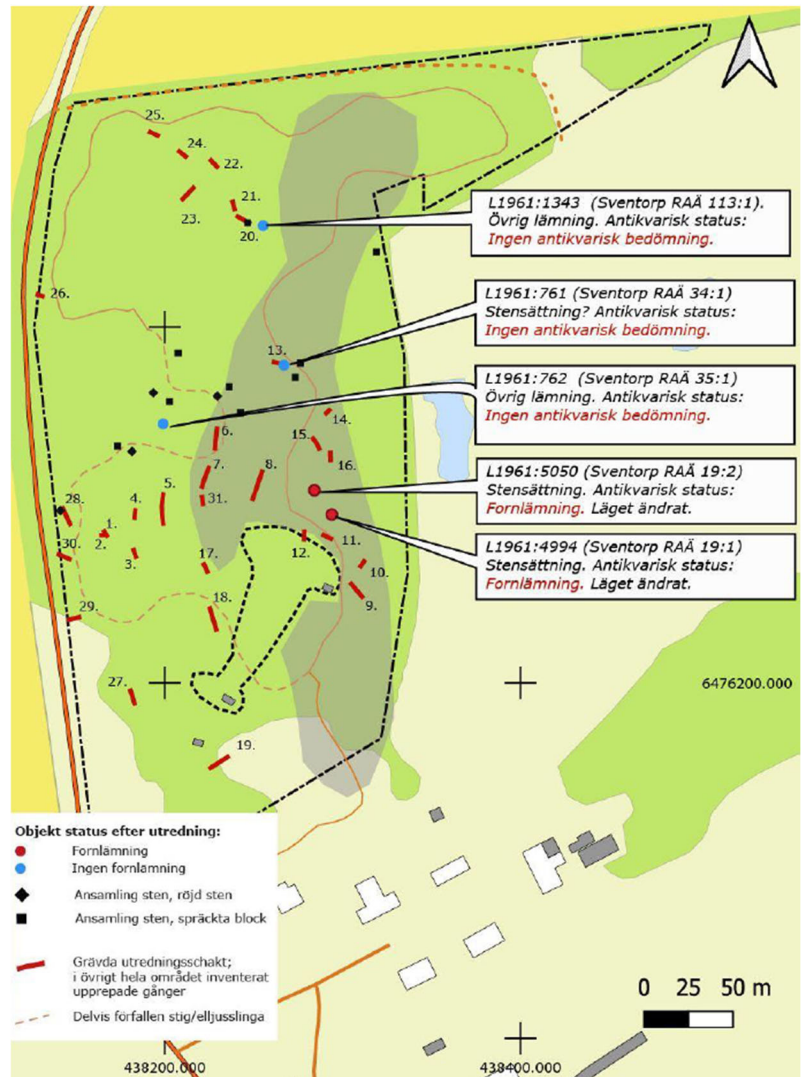 25.
24.
22.
23.
21.
20.
L1961:1343 (Sventorp RAÄ 113:1).
Övrig lämning. Antikvarisk status:
Ingen antikvarisk bedömning.
26.
L1961:761 (Sventorp RAÄ 34:1)
Stensättning? Antikvarisk status:
Ingen antikvarisk bedömning.
13.
L1961:762 (Sventorp RAÄ 35:1)
Övrig lämning. Antikvarisk status:
Ingen antikvarisk bedömning.
14.
6.
15.
16.
7.
8.
L1961:5050 (Sventorp RAÄ 19:2)
Stensättning. Antikvarisk status:
Fornlämning. Läget ändrat.
5.
4.
28.
31.
1.
2.
30.
3.
17.
12.
11.
10.
9.
L1961:4994 (Sventorp RAÄ 19:1)
Stensättning. Antikvarisk status:
Fornlämning. Läget ändrat.
18.
29.
27.
6476200.000
19.
Objekt status efter utredning:
Fornlämning
Ingen fornlämning
Ansamling sten, röjd sten
Ansamling sten, spräckta block
Grävda utredningsschakt;
i övrigt hela området inventerat
upprepade gånger
Delvis förfallen stig/elljusslinga
0 25 50 m
438200.000
438400.000